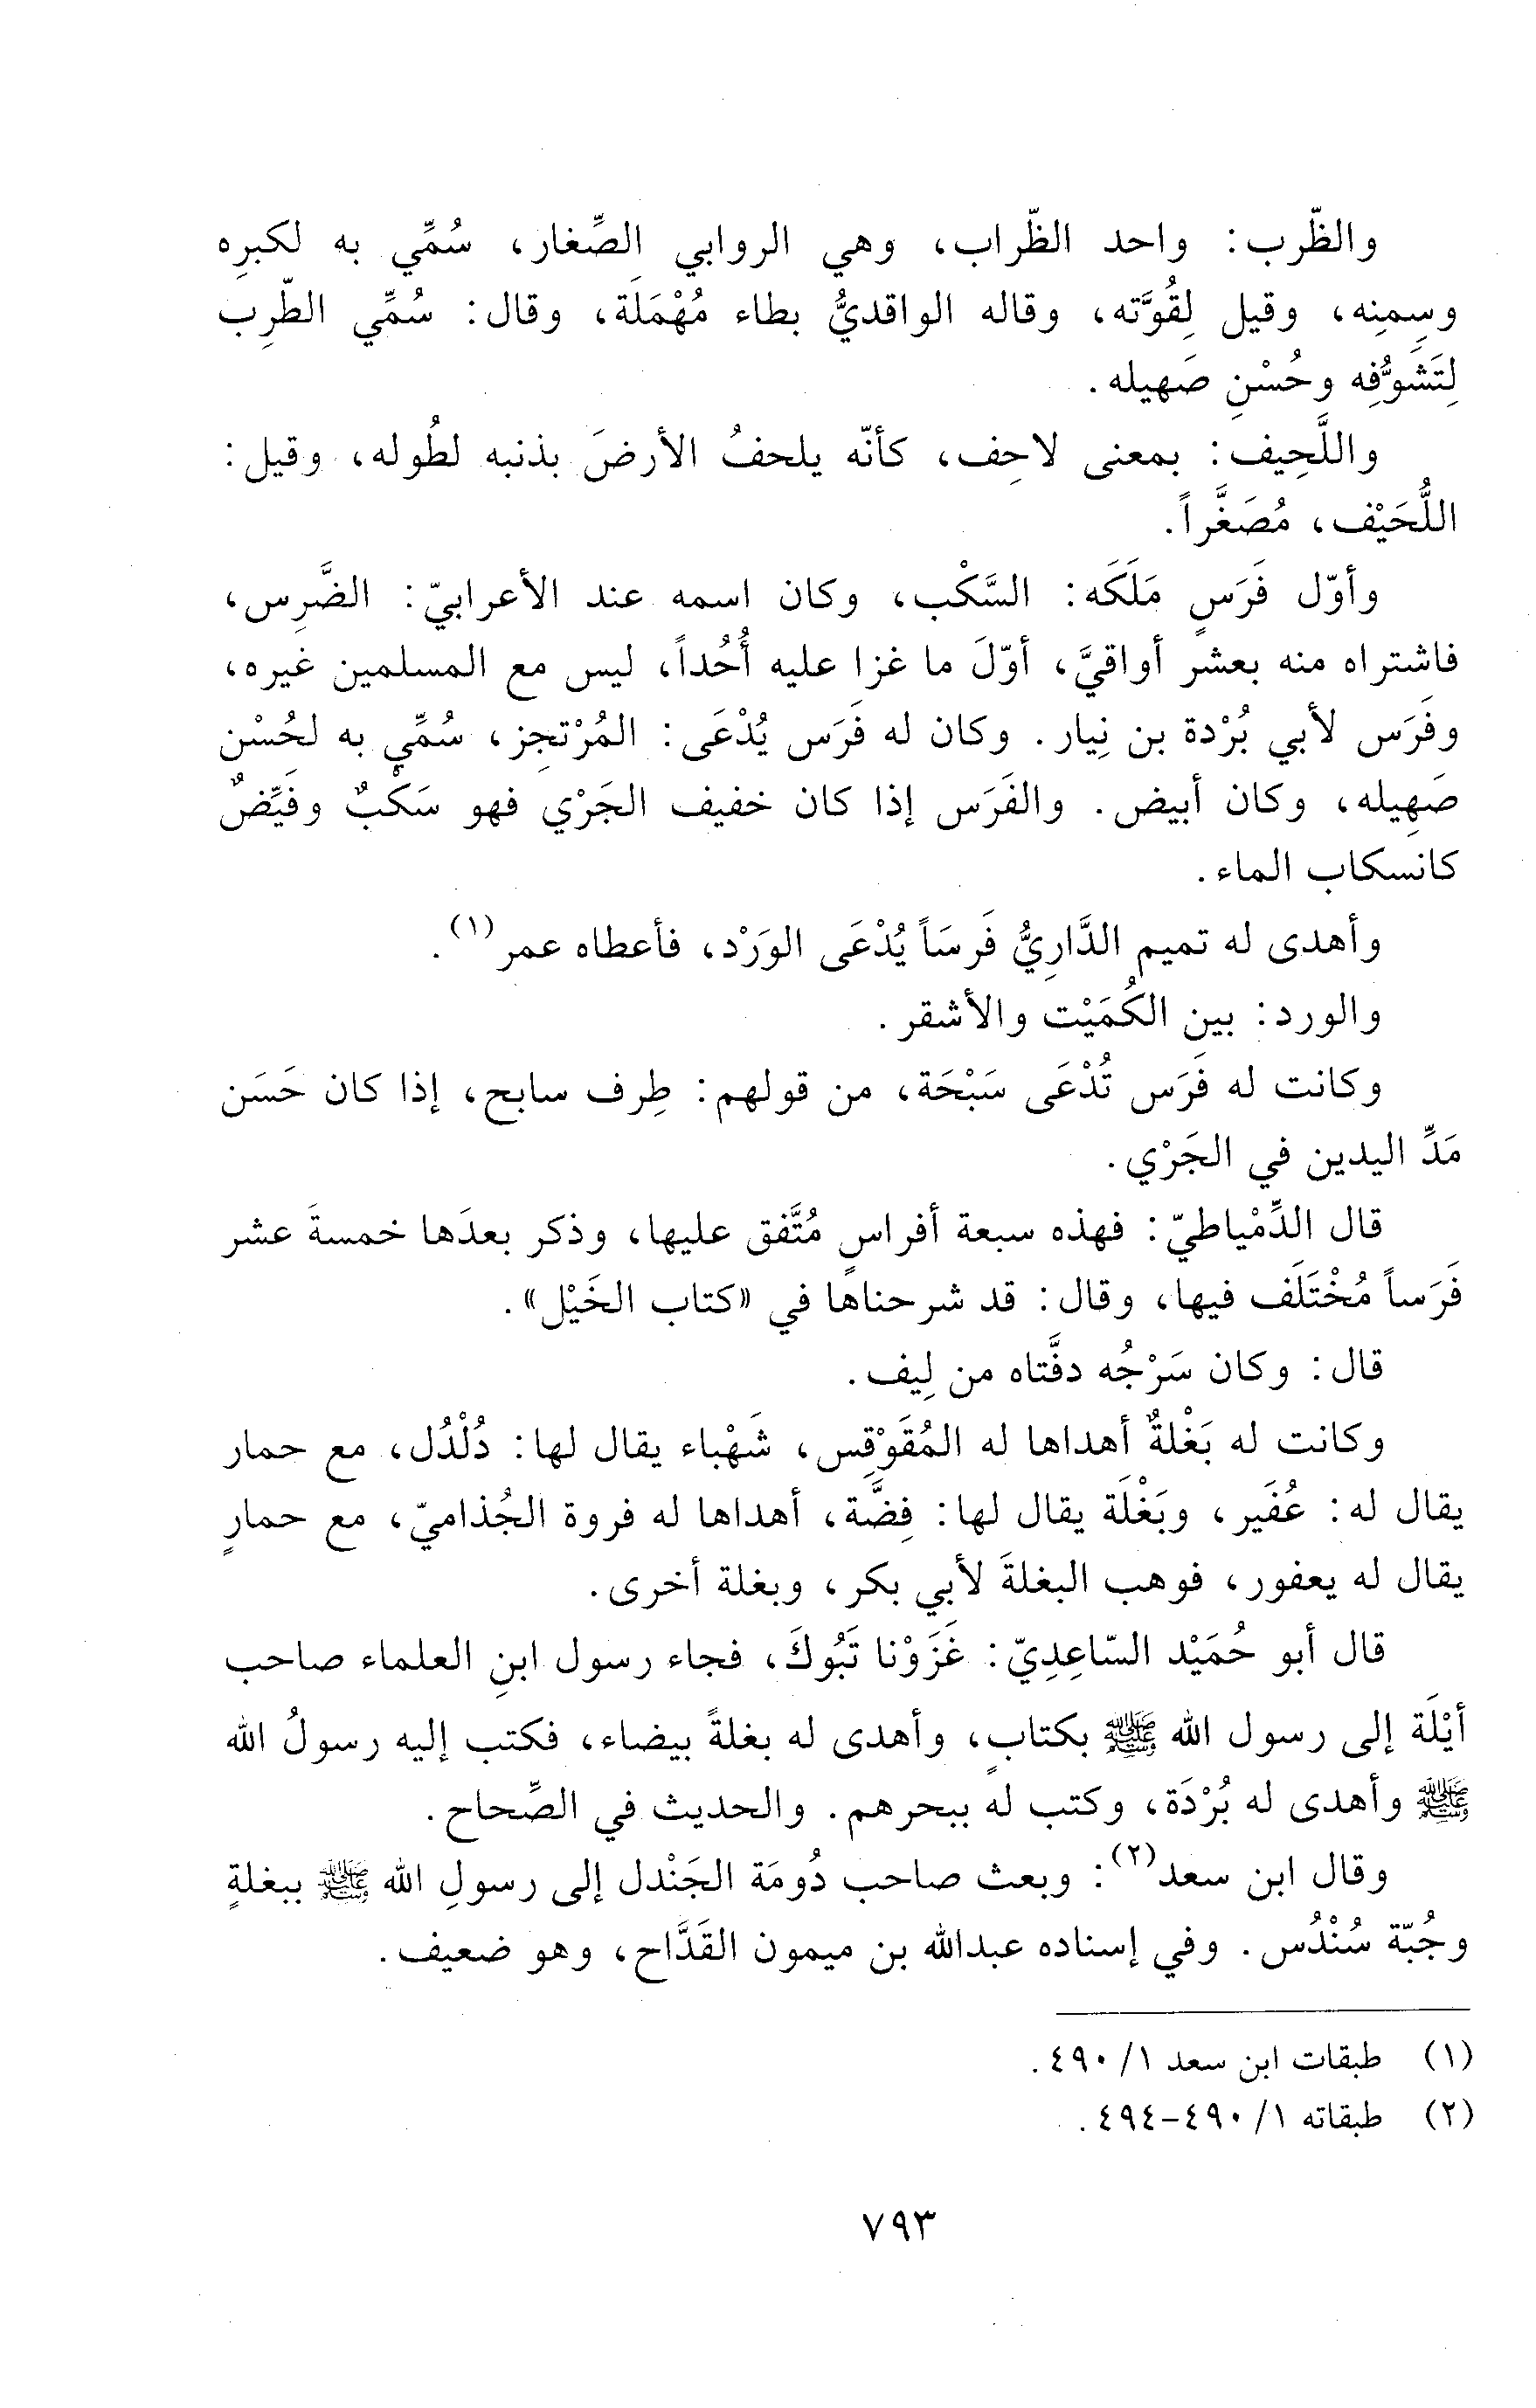 والظّرب: واحد الظّراب، وهي الروابي الصِّغار، سُمِّي به لكبرِه
وسِمنِه، وقيل لِقُوَّته، وقاله الواقديُّ بطاء مُهْمَلَة، وقال: سُمِّي الطّرِب
لِتَشَوُّفِه وحُسْنِ صَهيله.
واللَّحِيف: بمعنى لاحِف، كأنّه يلحفُ الأرضَ بذنبه لطُوله، وقيل:
اللُّحَيْف، مُصَغَّراً.
وأوّل فَرَسٍ مَلَكَه: السَّكْب، وكان اسمه عند الأعرابيّ: الضَّرِس،
فاشتراه منه بعشر أواقيَّ، أوّلَ ما غزا عليه أُحُداً، ليس مع المسلمين غيره،
وفَرَس لأبي بُرْدة بن نِيار. وكان له فَرَس يُدْعَى: المُرْتجِز، سُمِّي به لحُسْن
صَهِيله، وكان أبيض. والفَرَس إذا كان خفيف الجَرْي فهو سَكْبٌ وفَيِّضٌ
كانسكاب الماء.
وأهدى له تميم الدَّارِيُّ فَرسَاً يُدْعَى الوَرْد، فأعطاه عمر(١).
والورد: بين الكُمَيْت والأشقر.
وكانت له فَرَس تُدْعَى سَبْحَة، من قولهم: طِرف سابح، إذا كان حَسَن
مَدِّ اليدين في الجَرْي.
قال الدِّمْياطيّ: فهذه سبعة أفراسٍ مُتَّفق عليها، وذكر بعدَها خمسةَ عشر
فَرَساً مُخْتَلَف فيها، وقال: قد شرحناها في «كتاب الخَيْل».
قال: وكان سَرْجُه دفَّتاه من لِيف.
وكانت له بَغْلةٌ أهداها له المُقَوْقِس، شَهْباء يقال لها: دُلْدُل، مع حمار
يقال له: عُفَير، وبَغْلَة يقال لها: فِضَّة، أهداها له فروة الجُذاميّ، مع حمارٍ
يقال له يعفور، فوهب البغلةَ لأبي بكر، وبغلة أخرى.
قال أبو حُمَيْد السّاعِدِيّ: غَزَوْنا تَبُوكَ، فجاء رسول ابنِ العلماء صاحب
أيْلَة إلى رسول الله ﷺ بكتابٍ، وأهدى له بغلةً بيضاء، فكتب إليه رسولُ الله
ﷺ وأهدى له بُرْدَة، وكتب له ببحرهم. والحديث في الصِّحاح.
وقال ابن سعد(٢): وبعث صاحب دُومَة الجَنْدل إلى رسولِ الله ﷺ ببغلةٍ
وجُبّة سُنْدُس. وفي إسناده عبدالله بن ميمون القَدَّاح، وهو ضعيف.
(١) طبقات ابن سعد ١/ ٤٩٠.
(٢) طبقاته ١/ ٤٩٠-٤٩٤.
٧٩٣